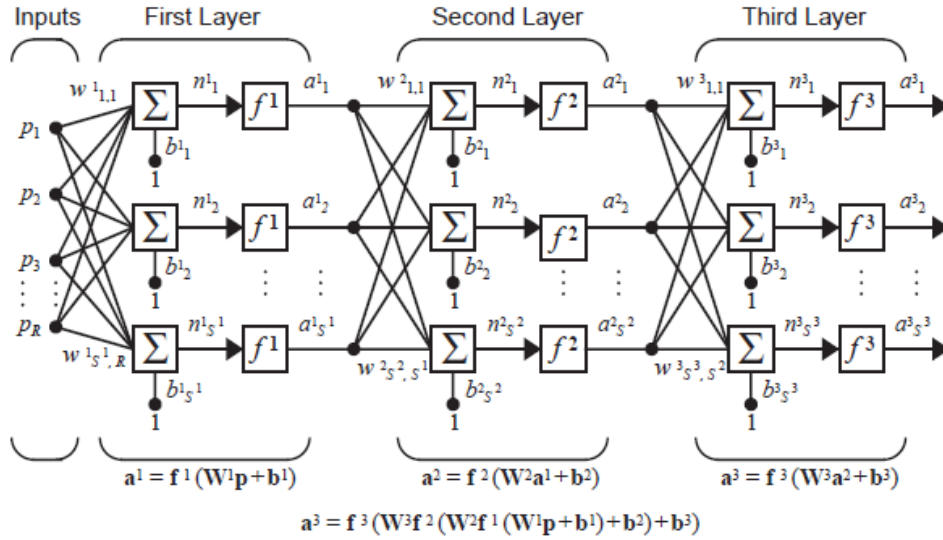 Inputs First Layer Second Layer Third Layer
w¹1,1 n¹1 a¹1 w²1,1 n²1 a²1 w³1,1 n³1 a³1
Σ f¹ Σ f² Σ f³
p1
b¹1 b²1 b³1
1 1 1
p2 n¹2 a¹2 n²2 a²2 n³2 a³2
Σ f¹ Σ f² Σ f³
p3
b¹2 b²2 b³2
1 1 1
pR n¹S¹ a¹S¹ n²S² a²S² n³S³ a³S³
Σ f¹ Σ f² Σ f³
w¹S¹, R w²S², S¹ w³S³, S²
b¹S¹ b²S² b³S³
1 1 1
a¹ = f¹(W¹p+b¹) a² = f²(W²a¹+b²) a³ = f³(W³a²+b³)
a³ = f³(W³f²(W²f¹(W¹p+b¹)+b²)+b³)